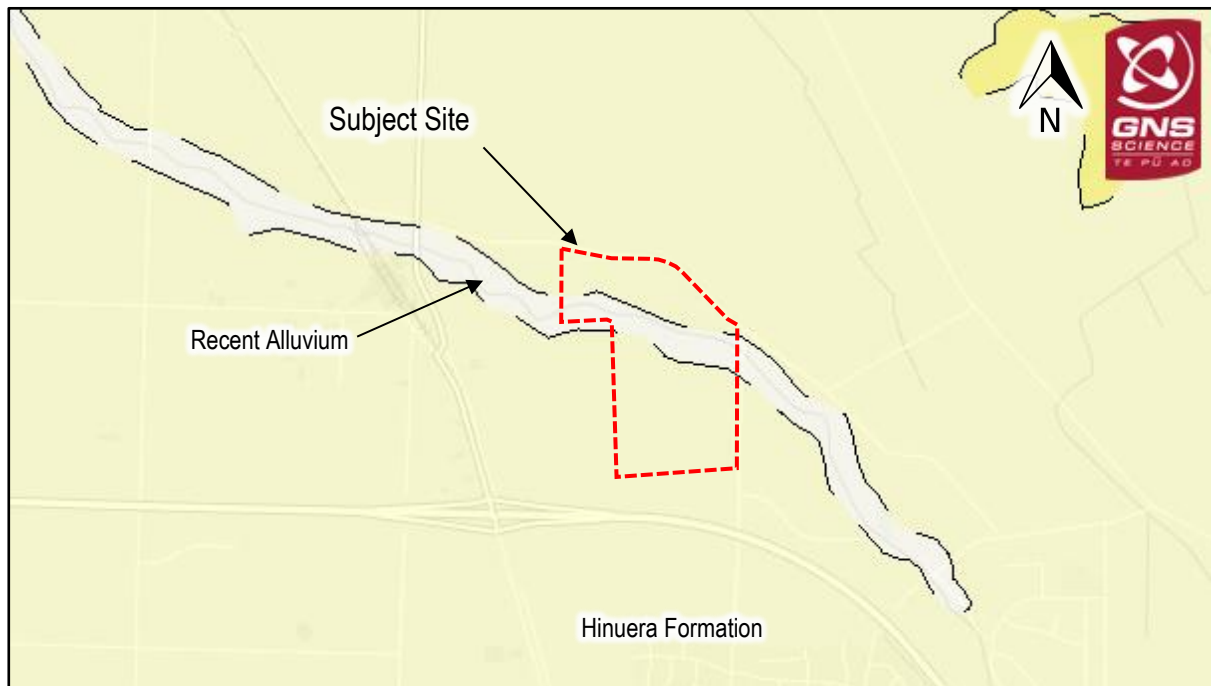 N
GNS
SCIENCE
TE PŪ AO
Subject Site
Recent Alluvium
Hinuera Formation